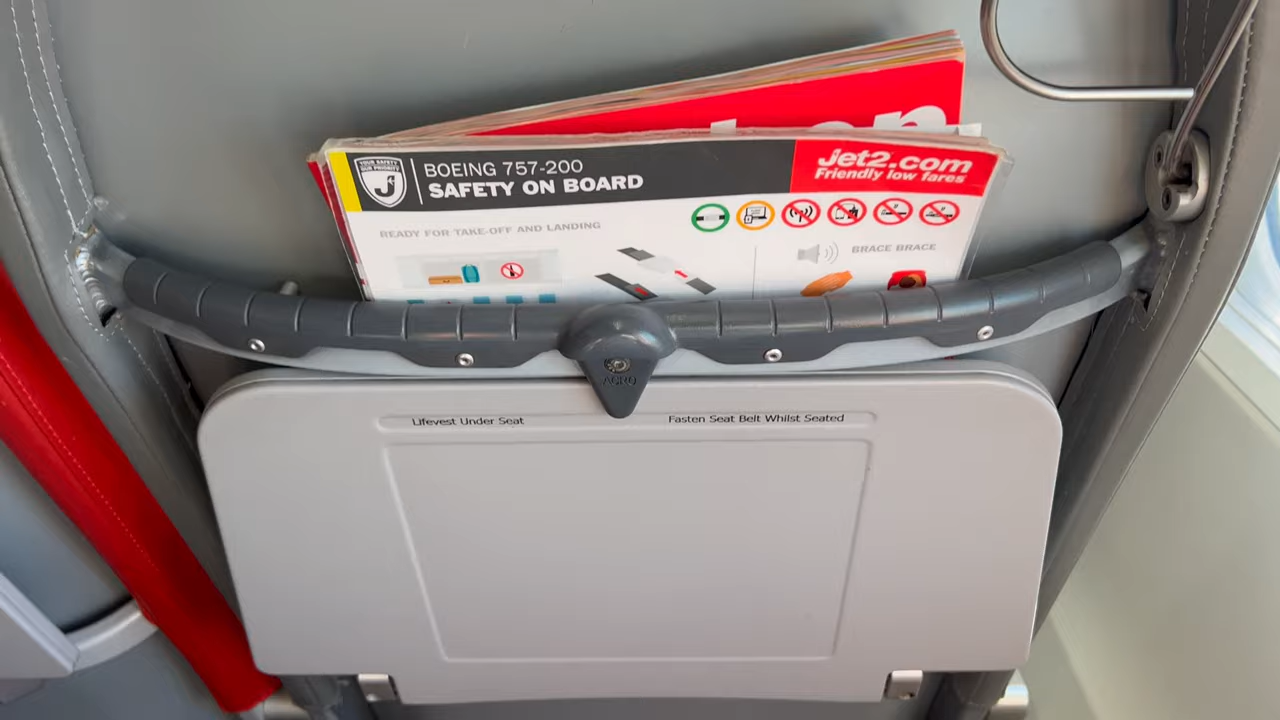 YOUR SAFETY
OUR PRIORITY
BOEING 757-200
SAFETY ON BOARD
Jet2.com
Friendly low fares
READY FOR TAKE-OFF AND LANDING
BRACE BRACE
ACRO
Lifevest Under Seat
Fasten Seat Belt Whilst Seated